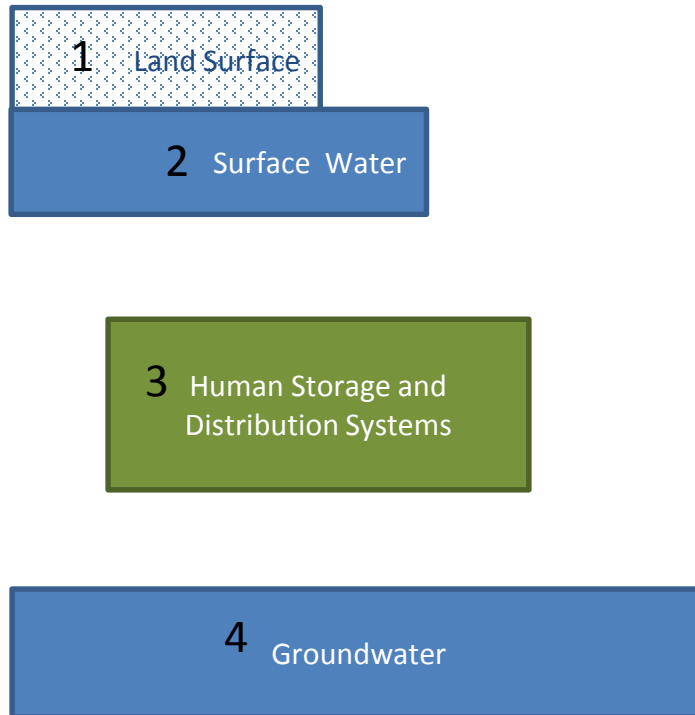 1 Land Surface
2 Surface Water
3 Human Storage and
Distribution Systems
4 Groundwater